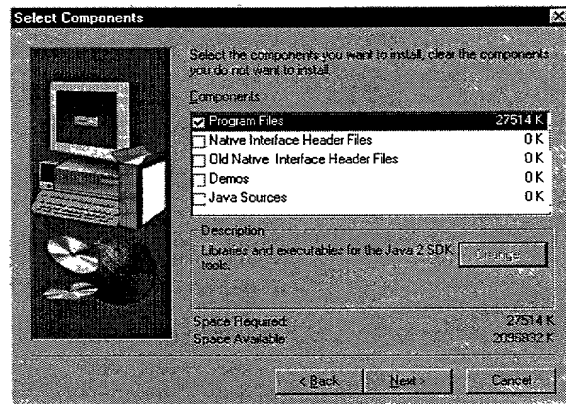 Select Components
Select the components you want to install, clear the components
you do not want to install.
Components
Program Files 27514 K
Native Interface Header Files 0 K
Old Native Interface Header Files 0 K
Demos 0 K
Java Sources 0 K
Description
Libraries and executables for the Java 2 SDK
tools.
Change
Space Required: 27514 K
Space Available: K
< Back Next > Cancel